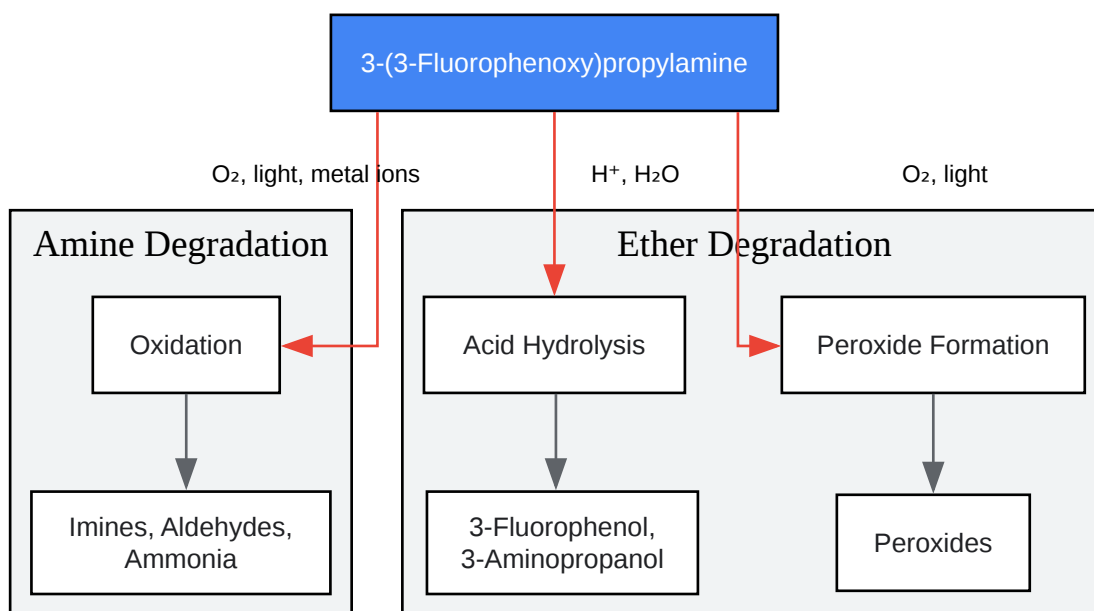 3-(3-Fluorophenoxy)propylamine
O₂, light, metal ions
H⁺, H₂O
O₂, light
Amine Degradation
Ether Degradation
Oxidation
Acid Hydrolysis
Peroxide Formation
Imines, Aldehydes,
Ammonia
3-Fluorophenol,
3-Aminopropanol
Peroxides